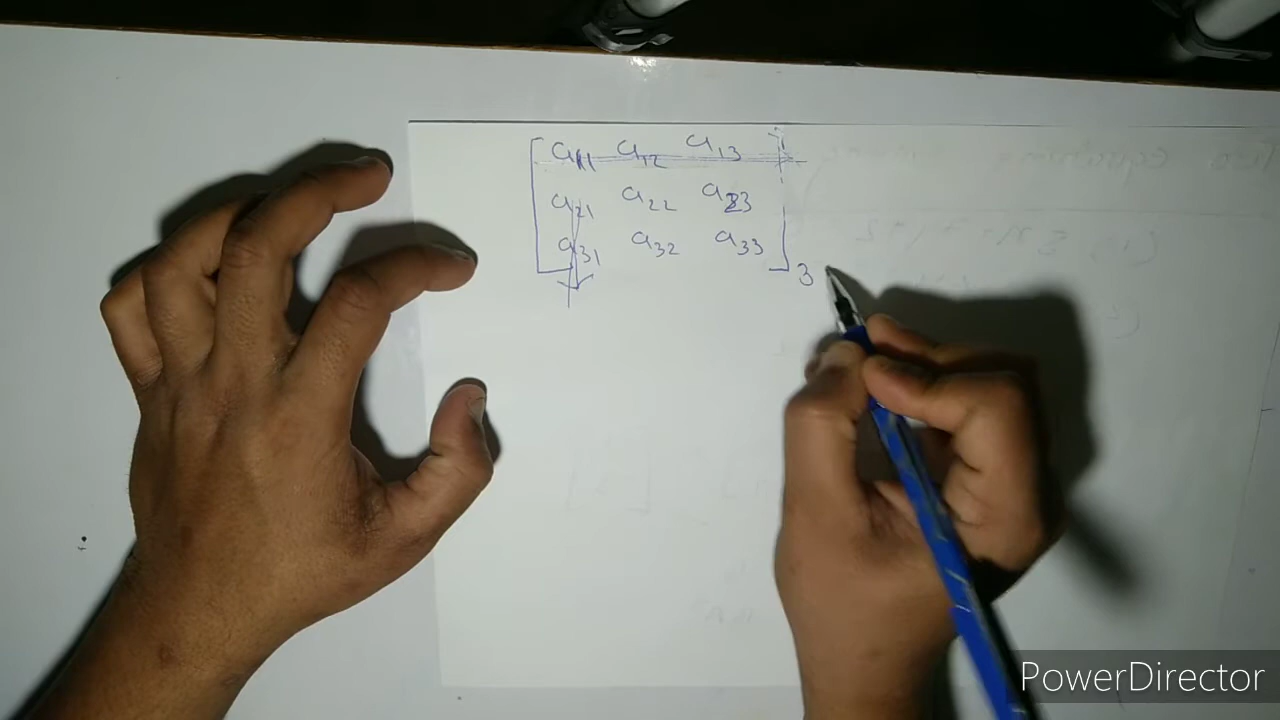 a11 a12 a13
a21 a22 a23
a31 a32 a33
3
PowerDirector